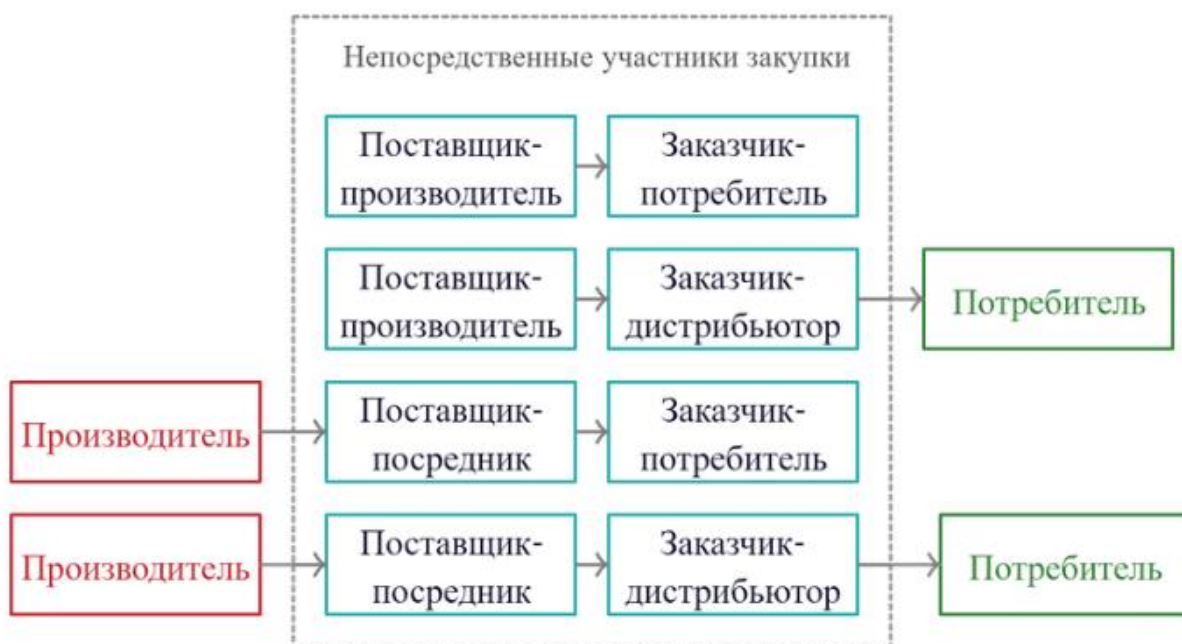 Непосредственные участники закупки
Поставщик-
производитель
Заказчик-
потребитель
Поставщик-
производитель
Заказчик-
дистрибьютор
Потребитель
Производитель
Поставщик-
посредник
Заказчик-
потребитель
Производитель
Поставщик-
посредник
Заказчик-
дистрибьютор
Потребитель